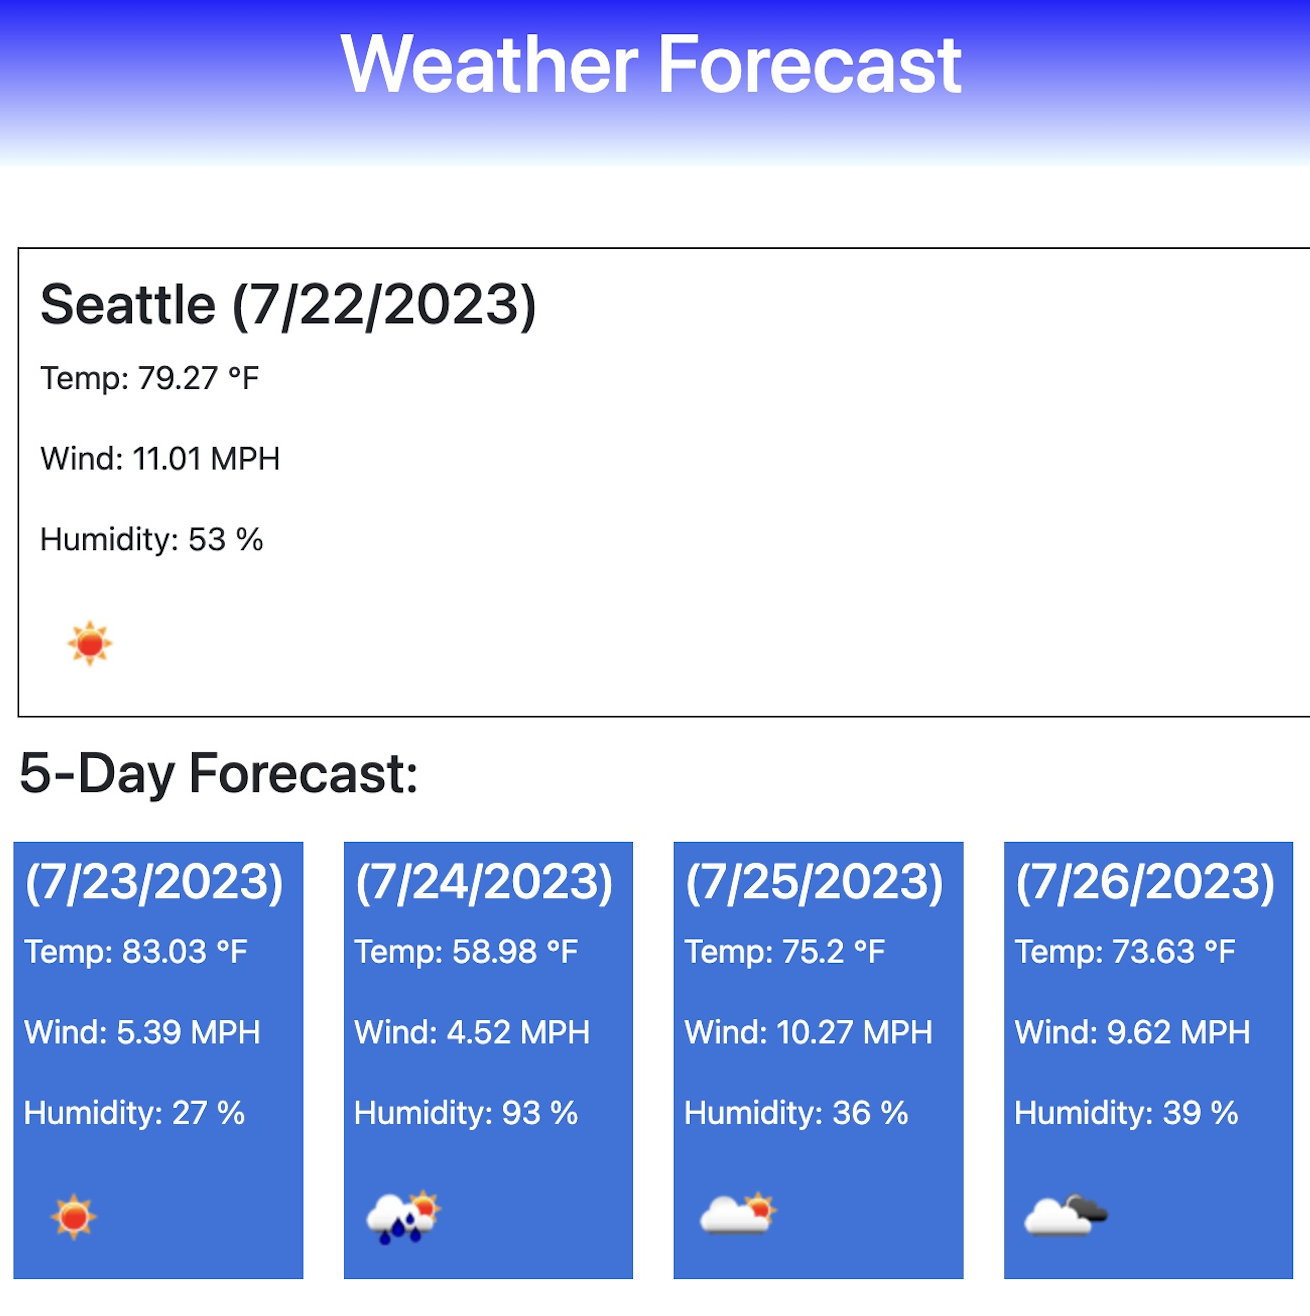 Weather Forecast
Seattle (7/22/2023)
Temp: 79.27 °F
Wind: 11.01 MPH
Humidity: 53 %
5-Day Forecast:
(7/23/2023)
Temp: 83.03 °F
Wind: 5.39 MPH
Humidity: 27 %
(7/24/2023)
Temp: 58.98 °F
Wind: 4.52 MPH
Humidity: 93 %
(7/25/2023)
Temp: 75.2 °F
Wind: 10.27 MPH
Humidity: 36 %
(7/26/2023)
Temp: 73.63 °F
Wind: 9.62 MPH
Humidity: 39 %